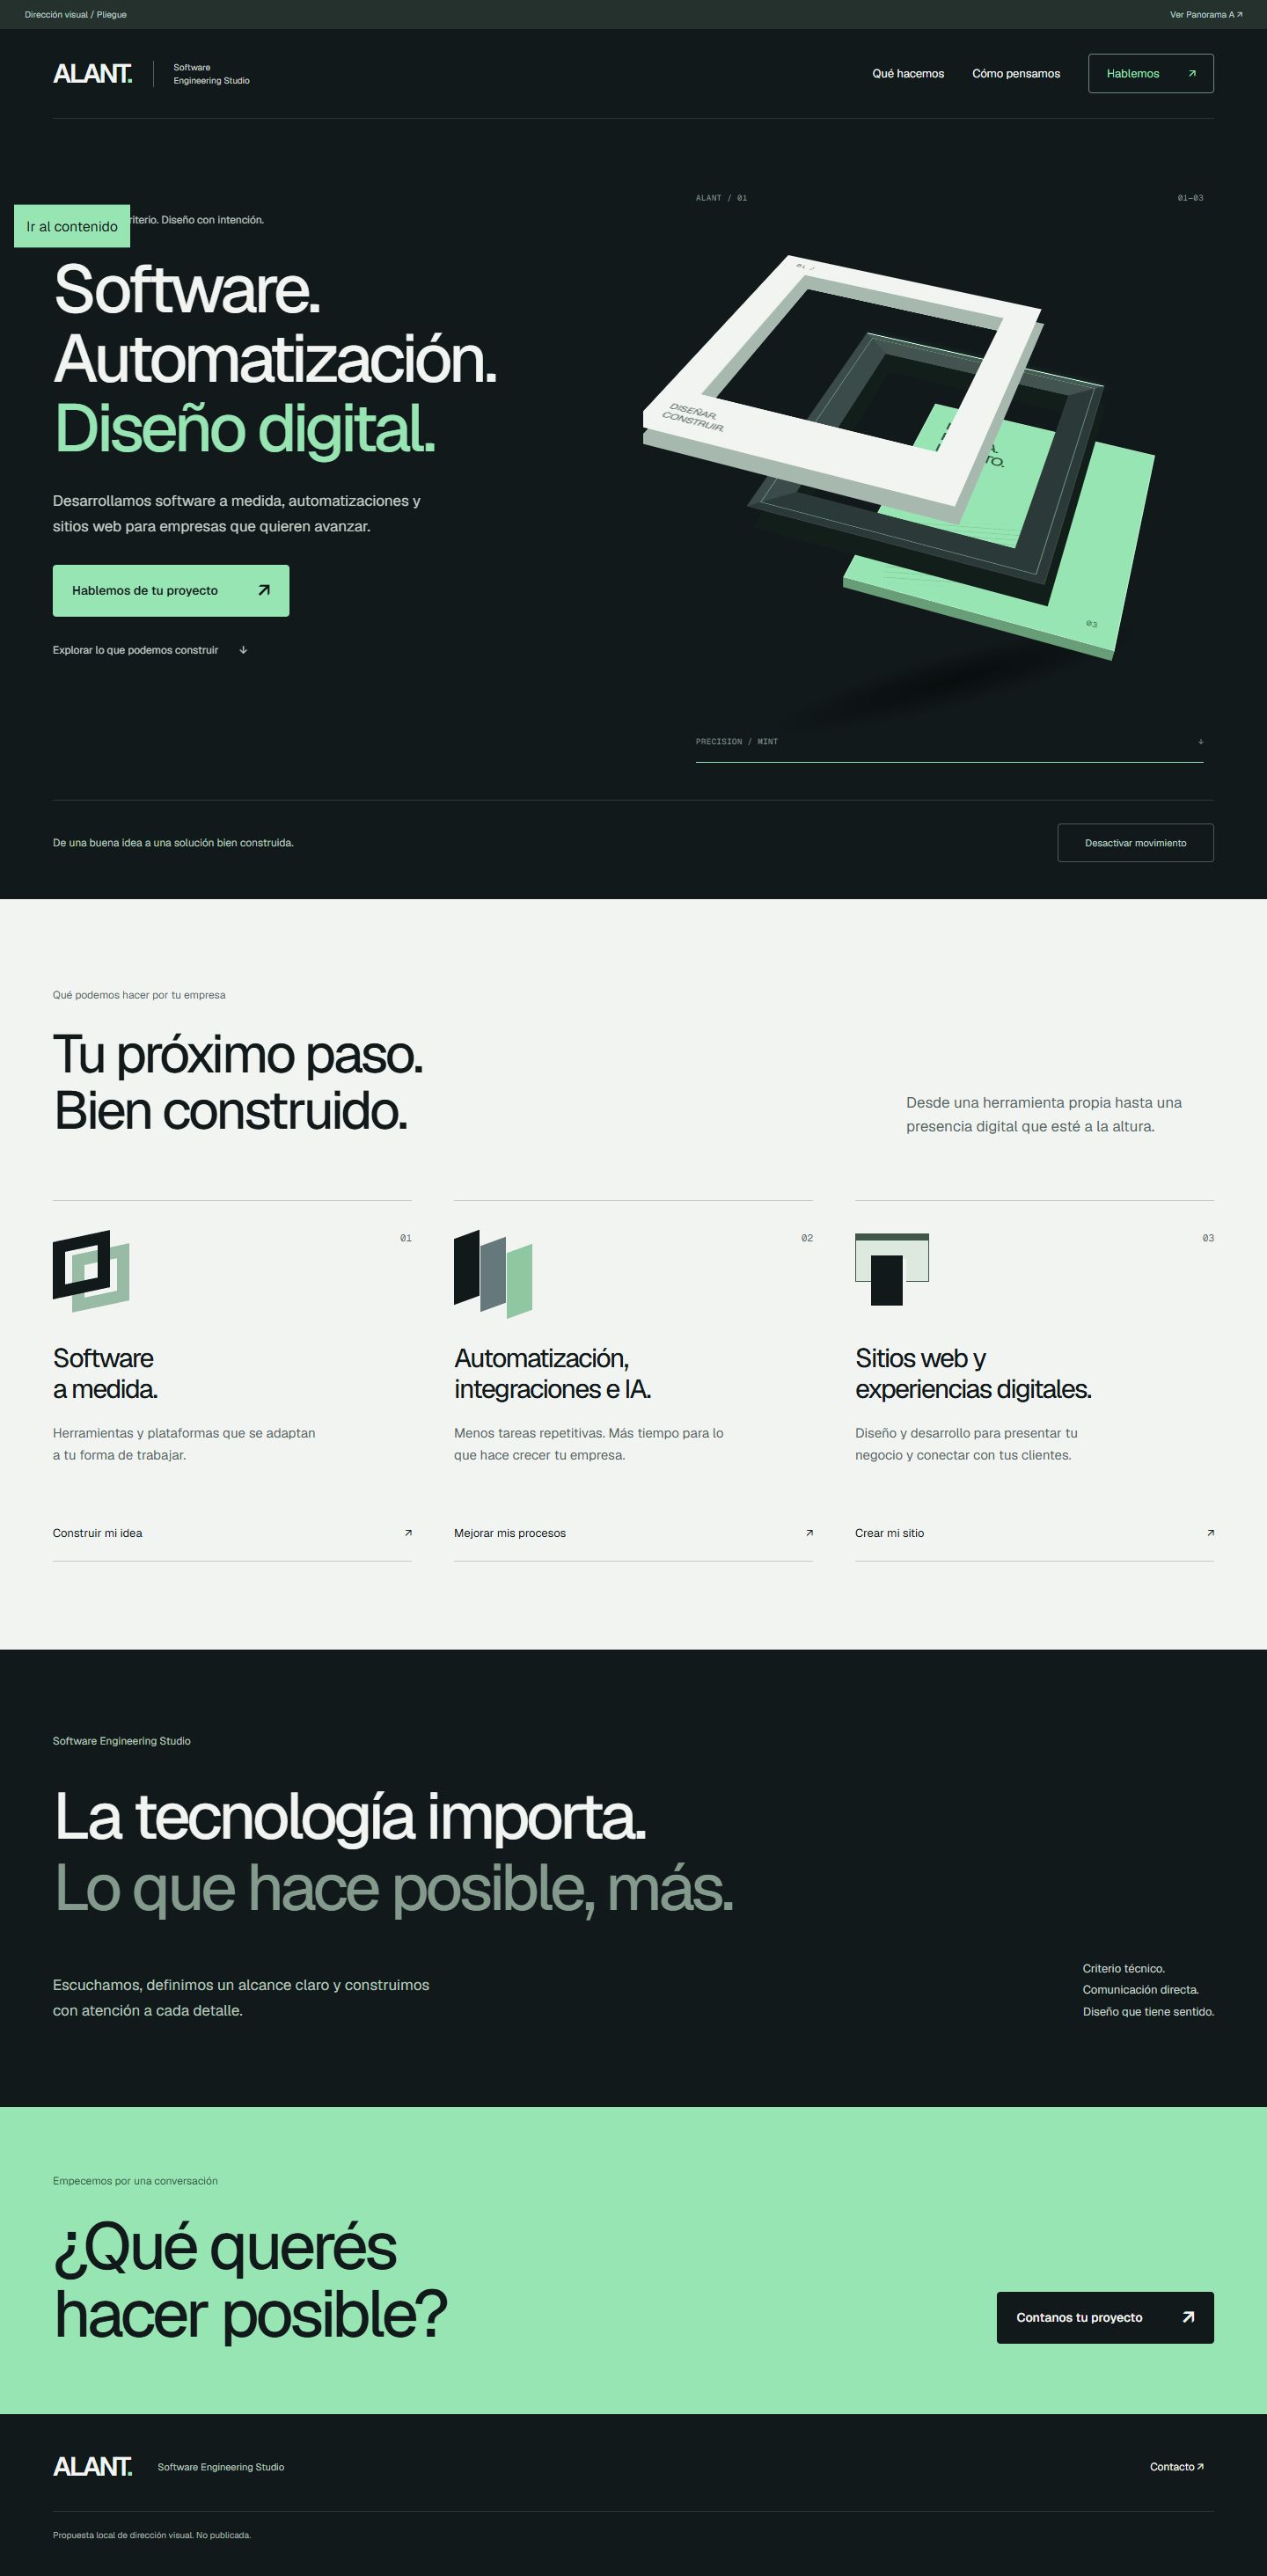 Dirección visual / Pliegue
Ver Panorama A ↗
ALANT.
Software
Engineering Studio
Qué hacemos
Cómo pensamos
Hablemos ↗
ALANT / 01
01—03
Ir al contenido
Diseño con intención.
Software.
Automatización.
Diseño digital.
Desarrollamos software a medida, automatizaciones y
sitios web para empresas que quieren avanzar.
Hablemos de tu proyecto ↗
Explorar lo que podemos construir ↓
DISEÑAR.
CONSTRUIR.
03
PRECISION / MINT ↓
De una buena idea a una solución bien construida.
Desactivar movimiento
Qué podemos hacer por tu empresa
Tu próximo paso.
Bien construido.
Desde una herramienta propia hasta una
presencia digital que esté a la altura.
01
Software
a medida.
Herramientas y plataformas que se adaptan
a tu forma de trabajar.
Construir mi idea ↗
02
Automatización,
integraciones e IA.
Menos tareas repetitivas. Más tiempo para lo
que hace crecer tu empresa.
Mejorar mis procesos ↗
03
Sitios web y
experiencias digitales.
Diseño y desarrollo para presentar tu
negocio y conectar con tus clientes.
Crear mi sitio ↗
Software Engineering Studio
La tecnología importa.
Lo que hace posible, más.
Escuchamos, definimos un alcance claro y construimos
con atención a cada detalle.
Criterio técnico.
Comunicación directa.
Diseño que tiene sentido.
Empecemos por una conversación
¿Qué querés
hacer posible?
Contanos tu proyecto ↗
ALANT.
Software Engineering Studio
Contacto ↗
Propuesta local de dirección visual. No publicada.